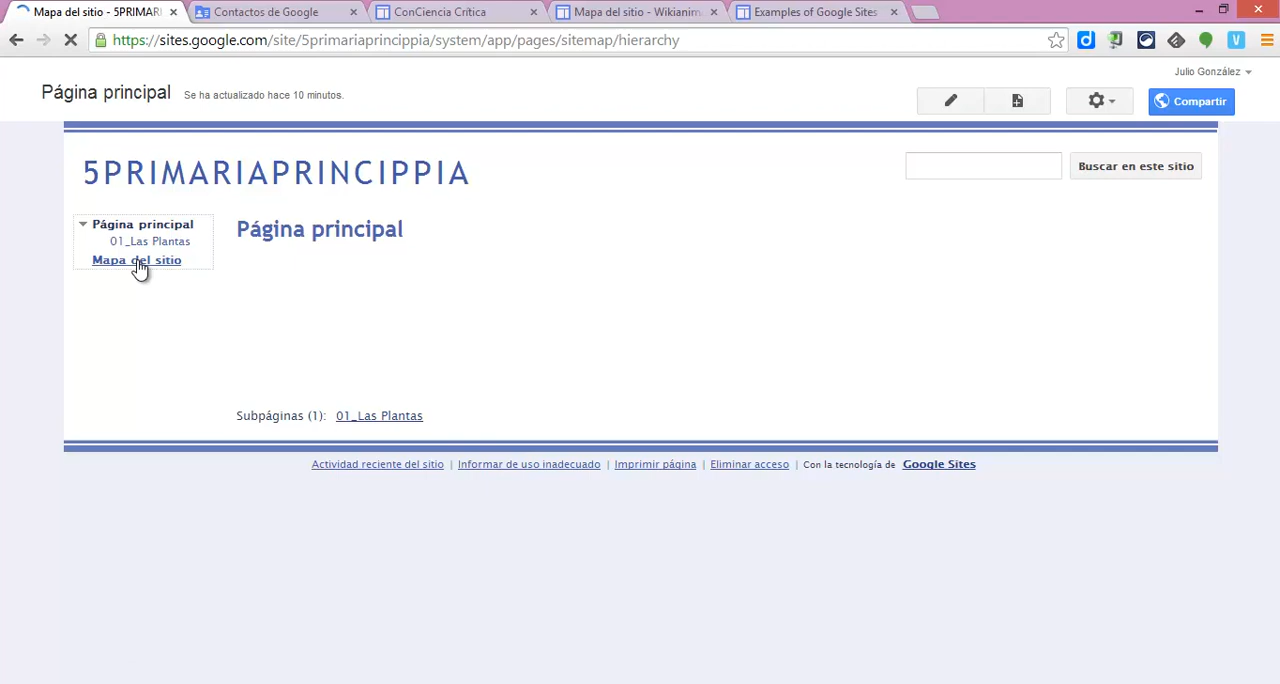 Mapa del sitio - 5PRIMARI
Contactos de Google
ConCiencia Crítica
Mapa del sitio - Wikianim
Examples of Google Sites
https://sites.google.com/site/5primariaprincippia/system/app/pages/sitemap/hierarchy
Julio González
Página principal Se ha actualizado hace 10 minutos.
Compartir
5PRIMARIAPRINCIPPIA
Buscar en este sitio
Página principal
01_Las Plantas
Mapa del sitio
Página principal
Subpáginas (1): 01_Las Plantas
Actividad reciente del sitio | Informar de uso inadecuado | Imprimir página | Eliminar acceso | Con la tecnología de Google Sites